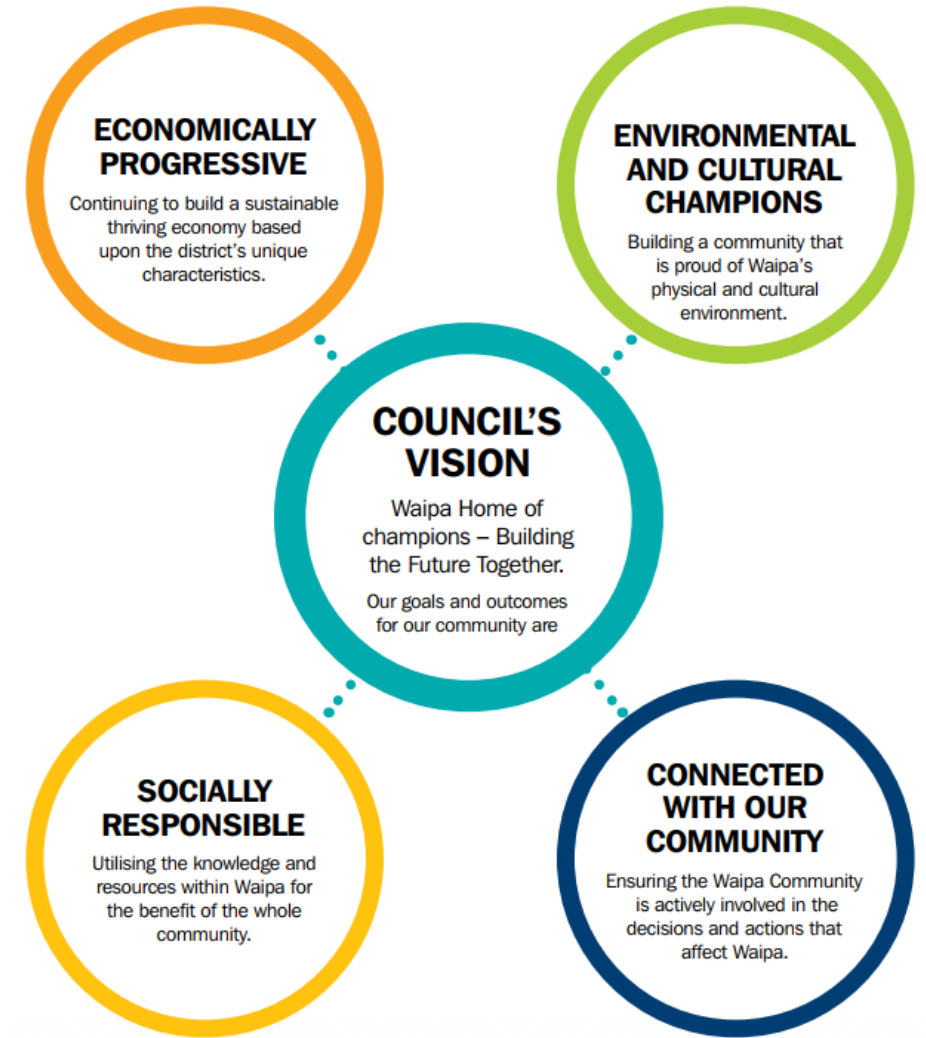 ECONOMICALLY
PROGRESSIVE
Continuing to build a sustainable
thriving economy based
upon the district's unique
characteristics.
ENVIRONMENTAL
AND CULTURAL
CHAMPIONS
Building a community that
is proud of Waipa's
physical and cultural
environment.
COUNCIL'S
VISION
Waipa Home of
champions – Building
the Future Together.
Our goals and outcomes
for our community are
SOCIALLY
RESPONSIBLE
Utilising the knowledge and
resources within Waipa for
the benefit of the whole
community.
CONNECTED
WITH OUR
COMMUNITY
Ensuring the Waipa Community
is actively involved in the
decisions and actions that
affect Waipa.